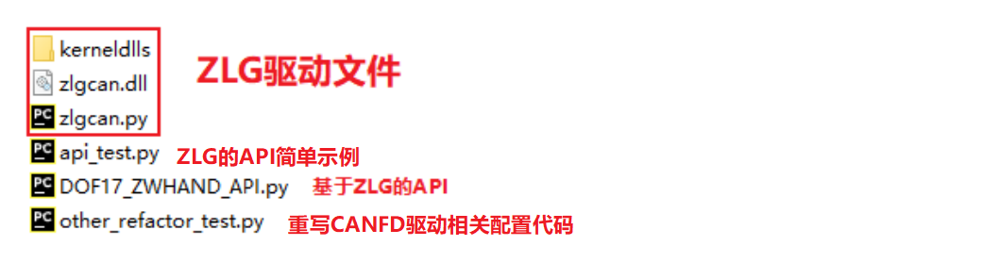 kerneldlls
zlgcan.dll
ZLG驱动文件
zlgcan.py
api_test.py ZLG的API简单示例
DOF17_ZWHAND_API.py 基于ZLG的API
other_refactor_test.py 重写CANFD驱动相关配置代码